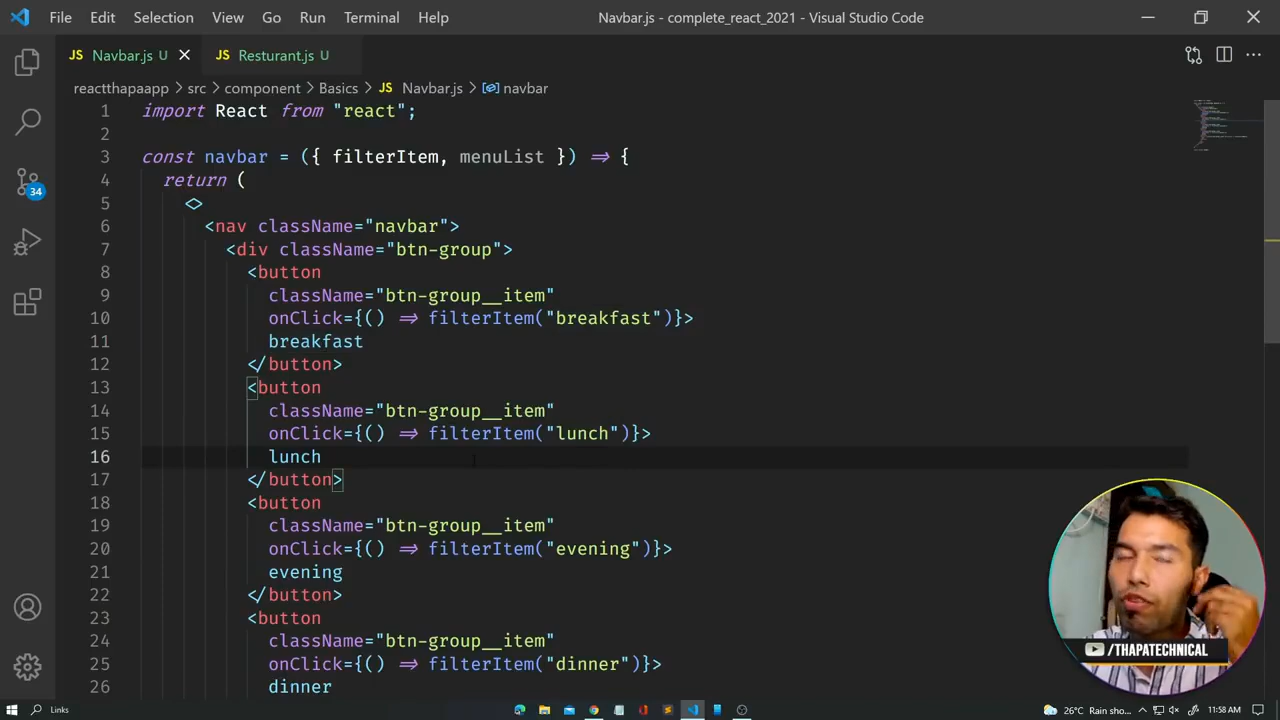 File Edit Selection View Go Run Terminal Help Navbar.js - complete_react_2021 - Visual Studio Code
JS Navbar.js U JS Resturant.js U
reactthapaapp > src > component > Basics > JS Navbar.js > navbar
1 import React from "react";
2
3 const navbar = ({ filterItem, menuList }) => {
4 return (
5 <>
6 <nav className="navbar">
7 <div className="btn-group">
8 <button
9 className="btn-group__item"
10 onClick={() => filterItem("breakfast")}>
11 breakfast
12 </button>
13 <button
14 className="btn-group__item"
15 onClick={() => filterItem("lunch")}>
16 lunch
17 </button>
18 <button
19 className="btn-group__item"
20 onClick={() => filterItem("evening")}>
21 evening
22 </button>
23 <button
24 className="btn-group__item"
25 onClick={() => filterItem("dinner")}>
26 dinner
34
/THAPATECHNICAL
Links 26°C Rain sho... 11:58 AM